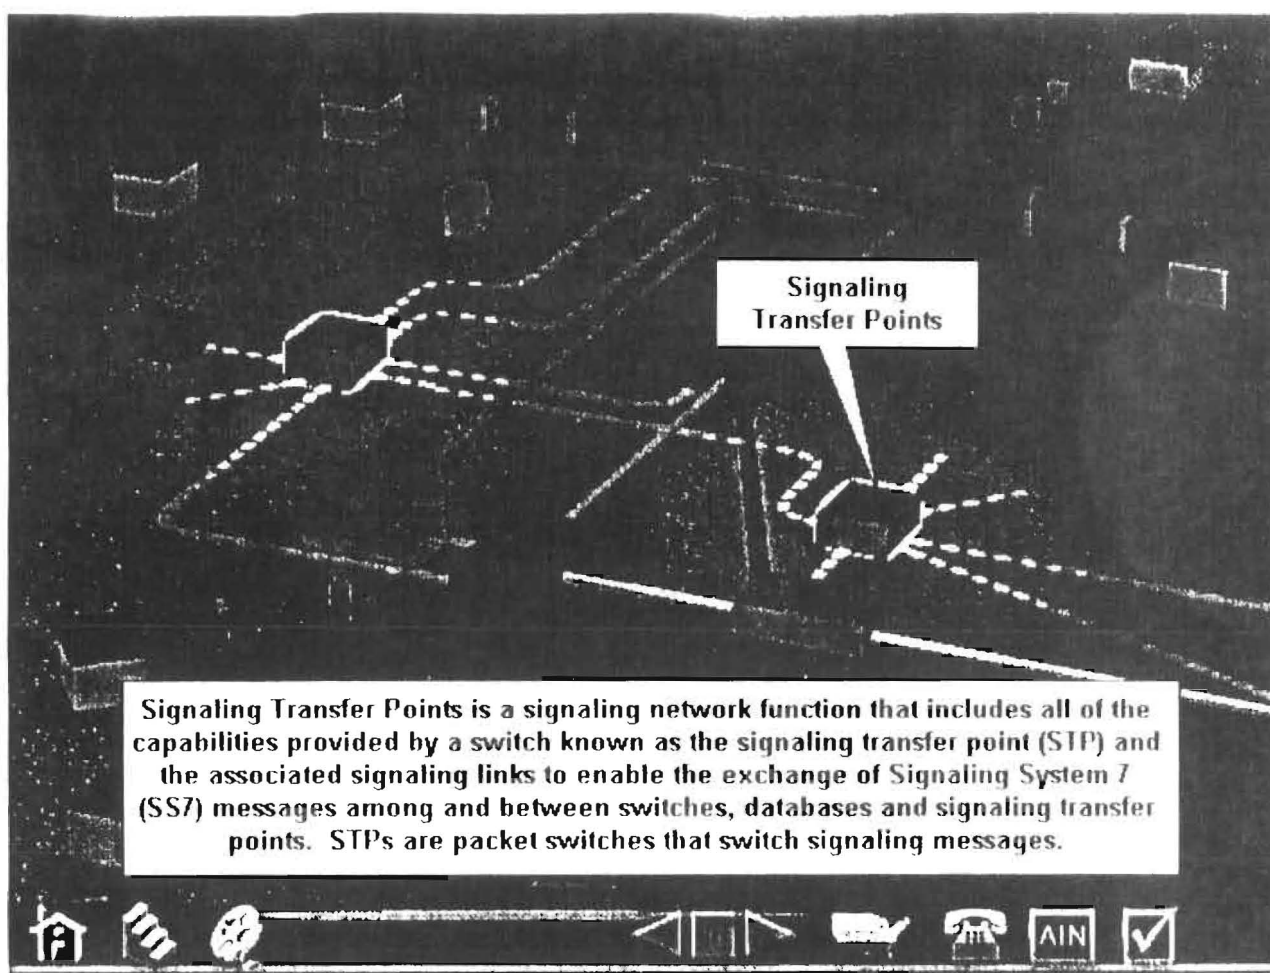 Signaling
Transfer Points
Signaling Transfer Points is a signaling network function that includes all of the
capabilities provided by a switch known as the signaling transfer point (STP) and
the associated signaling links to enable the exchange of Signaling System 7
(SS7) messages among and between switches, databases and signaling transfer
points. STPs are packet switches that switch signaling messages.
AIN